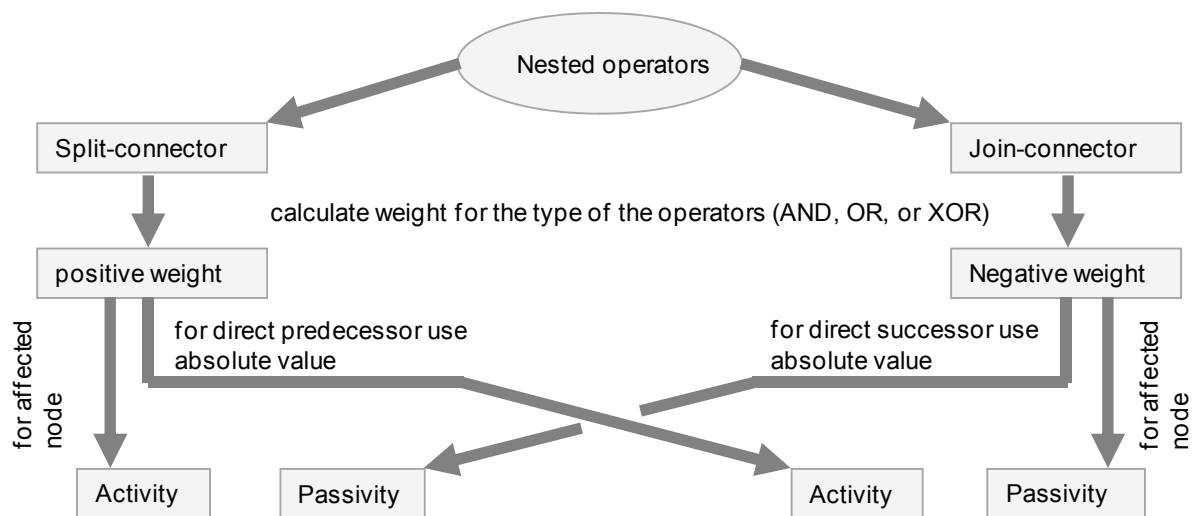 Nested operators
Split-connector
Join-connector
calculate weight for the type of the operators (AND, OR, or XOR)
positive weight
Negative weight
for affected
node
for direct predecessor use
absolute value
for direct successor use
absolute value
for affected
node
Activity
Passivity
Activity
Passivity